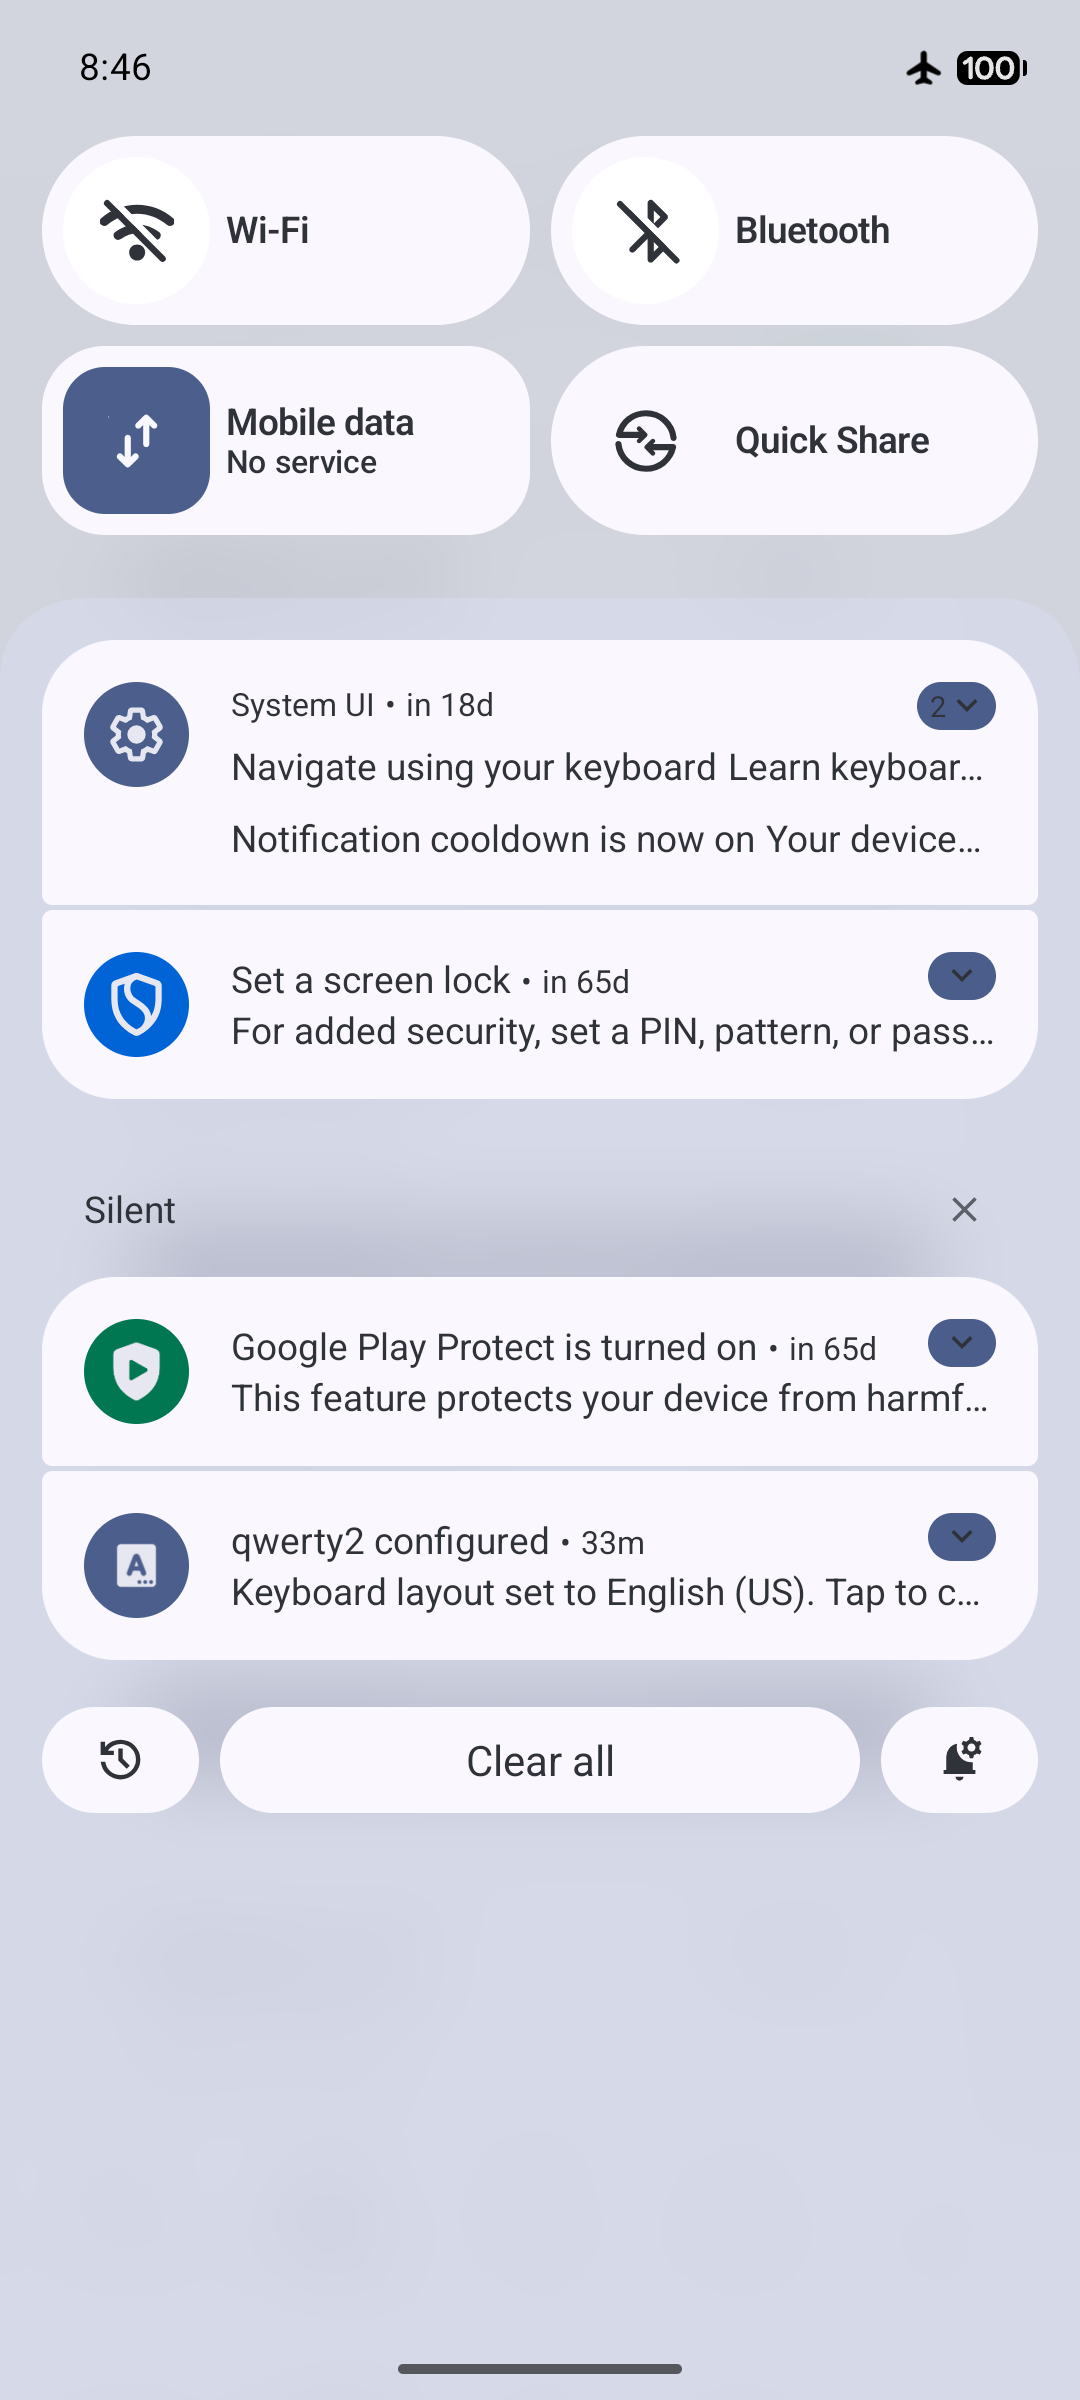 8:46
100
Wi-Fi
Bluetooth
Mobile data
No service
Quick Share
System UI • in 18d
2
Navigate using your keyboard Learn keyboar…
Notification cooldown is now on Your device…
Set a screen lock • in 65d
For added security, set a PIN, pattern, or pass…
Silent
Google Play Protect is turned on • in 65d
This feature protects your device from harmf…
A
qwerty2 configured • 33m
Keyboard layout set to English (US). Tap to c…
Clear all